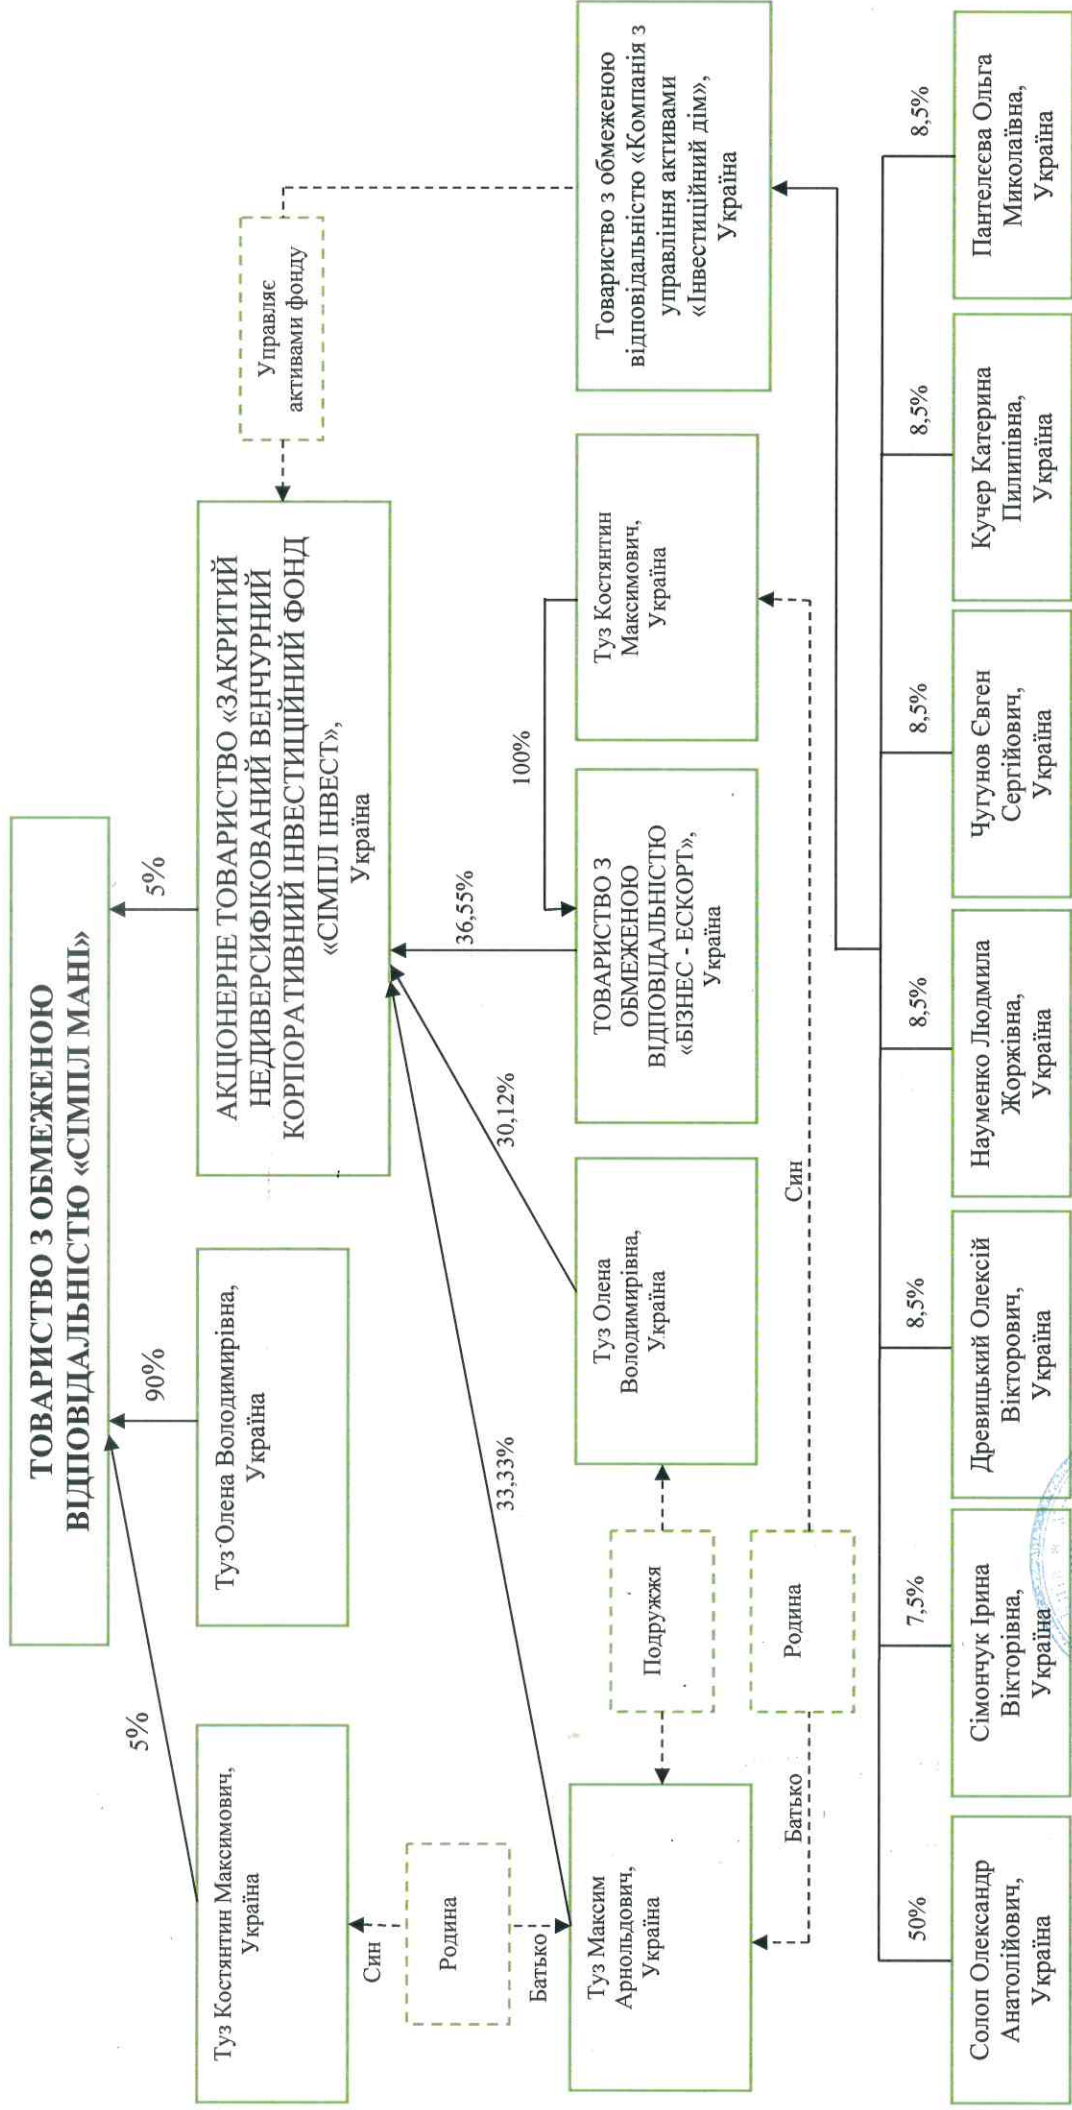 ТОВАРИСТВО З ОБМЕЖЕНОЮ
ВІДПОВІДАЛЬНІСТЮ «СІМПЛ МАНІ»
5%
90%
5%
Туз Костянтин Максимович,
Україна
Туз Олена Володимирівна,
Україна
АКЦІОНЕРНЕ ТОВАРИСТВО «ЗАКРИТИЙ
НЕДИВЕРСИФІКОВАНИЙ ВЕНЧУРНИЙ
КОРПОРАТИВНИЙ ІНВЕСТИЦІЙНИЙ ФОНД
«СІМПЛ ІНВЕСТ»,
Україна
Управляє
активами фонду
Син
Родина
Батько
33,33%
30,12%
36,55%
100%
Туз Максим
Арнольдович,
Україна
Подружжя
Туз Олена
Володимирівна,
Україна
ТОВАРИСТВО З
ОБМЕЖЕНОЮ
ВІДПОВІДАЛЬНІСТЮ
«БІЗНЕС - ЕСКОРТ»,
Україна
Туз Костянтин
Максимович,
Україна
Товариство з обмеженою
відповідальністю «Компанія з
управління активами
«Інвестиційний дім»,
Україна
Батько
Родина
Син
50%
7,5%
8,5%
8,5%
8,5%
8,5%
8,5%
Солоп Олександр
Анатолійович,
Україна
Сімончук Ірина
Вікторівна,
Україна
Древицький Олексій
Вікторович,
Україна
Науменко Людмила
Жоржівна,
Україна
Чугунов Євген
Сергійович,
Україна
Кучер Катерина
Пилипівна,
Україна
Пантелєєва Ольга
Миколаївна,
Україна